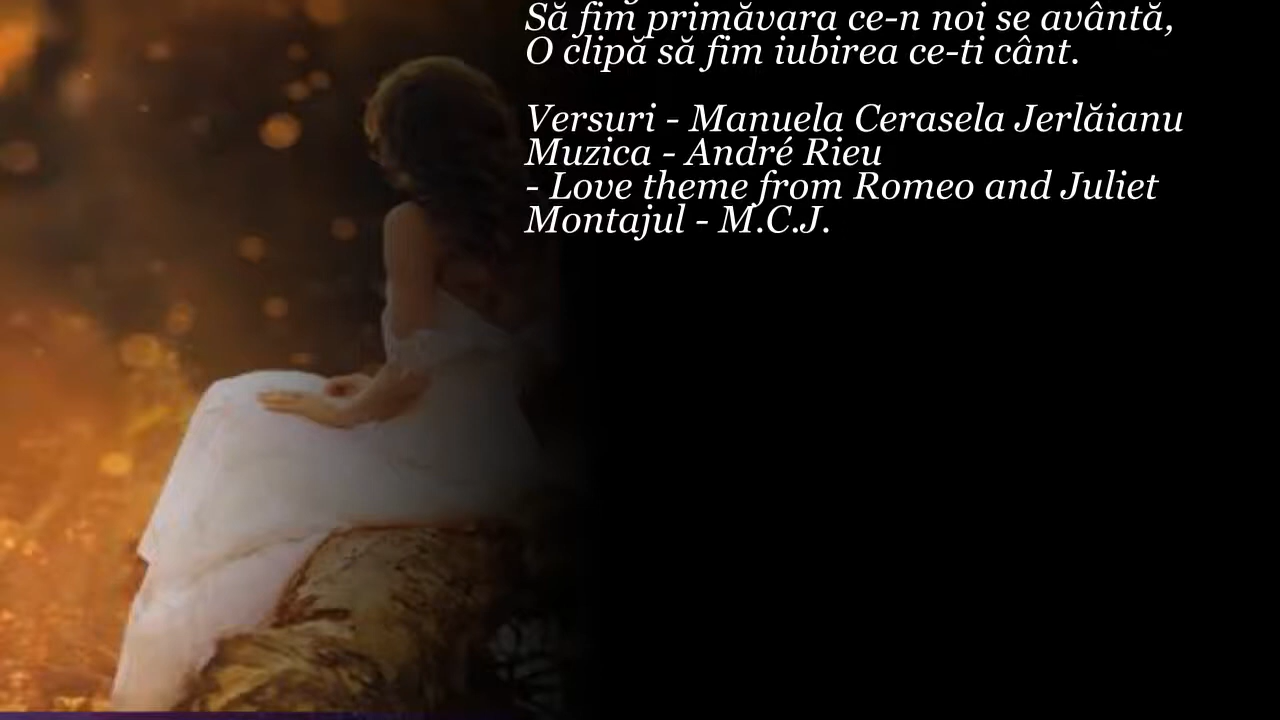 Să fim primăvara ce-n noi se avântă,
O clipă să fim iubirea ce-ti cânt.
Versuri - Manuela Cerasela Jerlăianu
Muzica - André Rieu
- Love theme from Romeo and Juliet
Montajul - M.C.J.